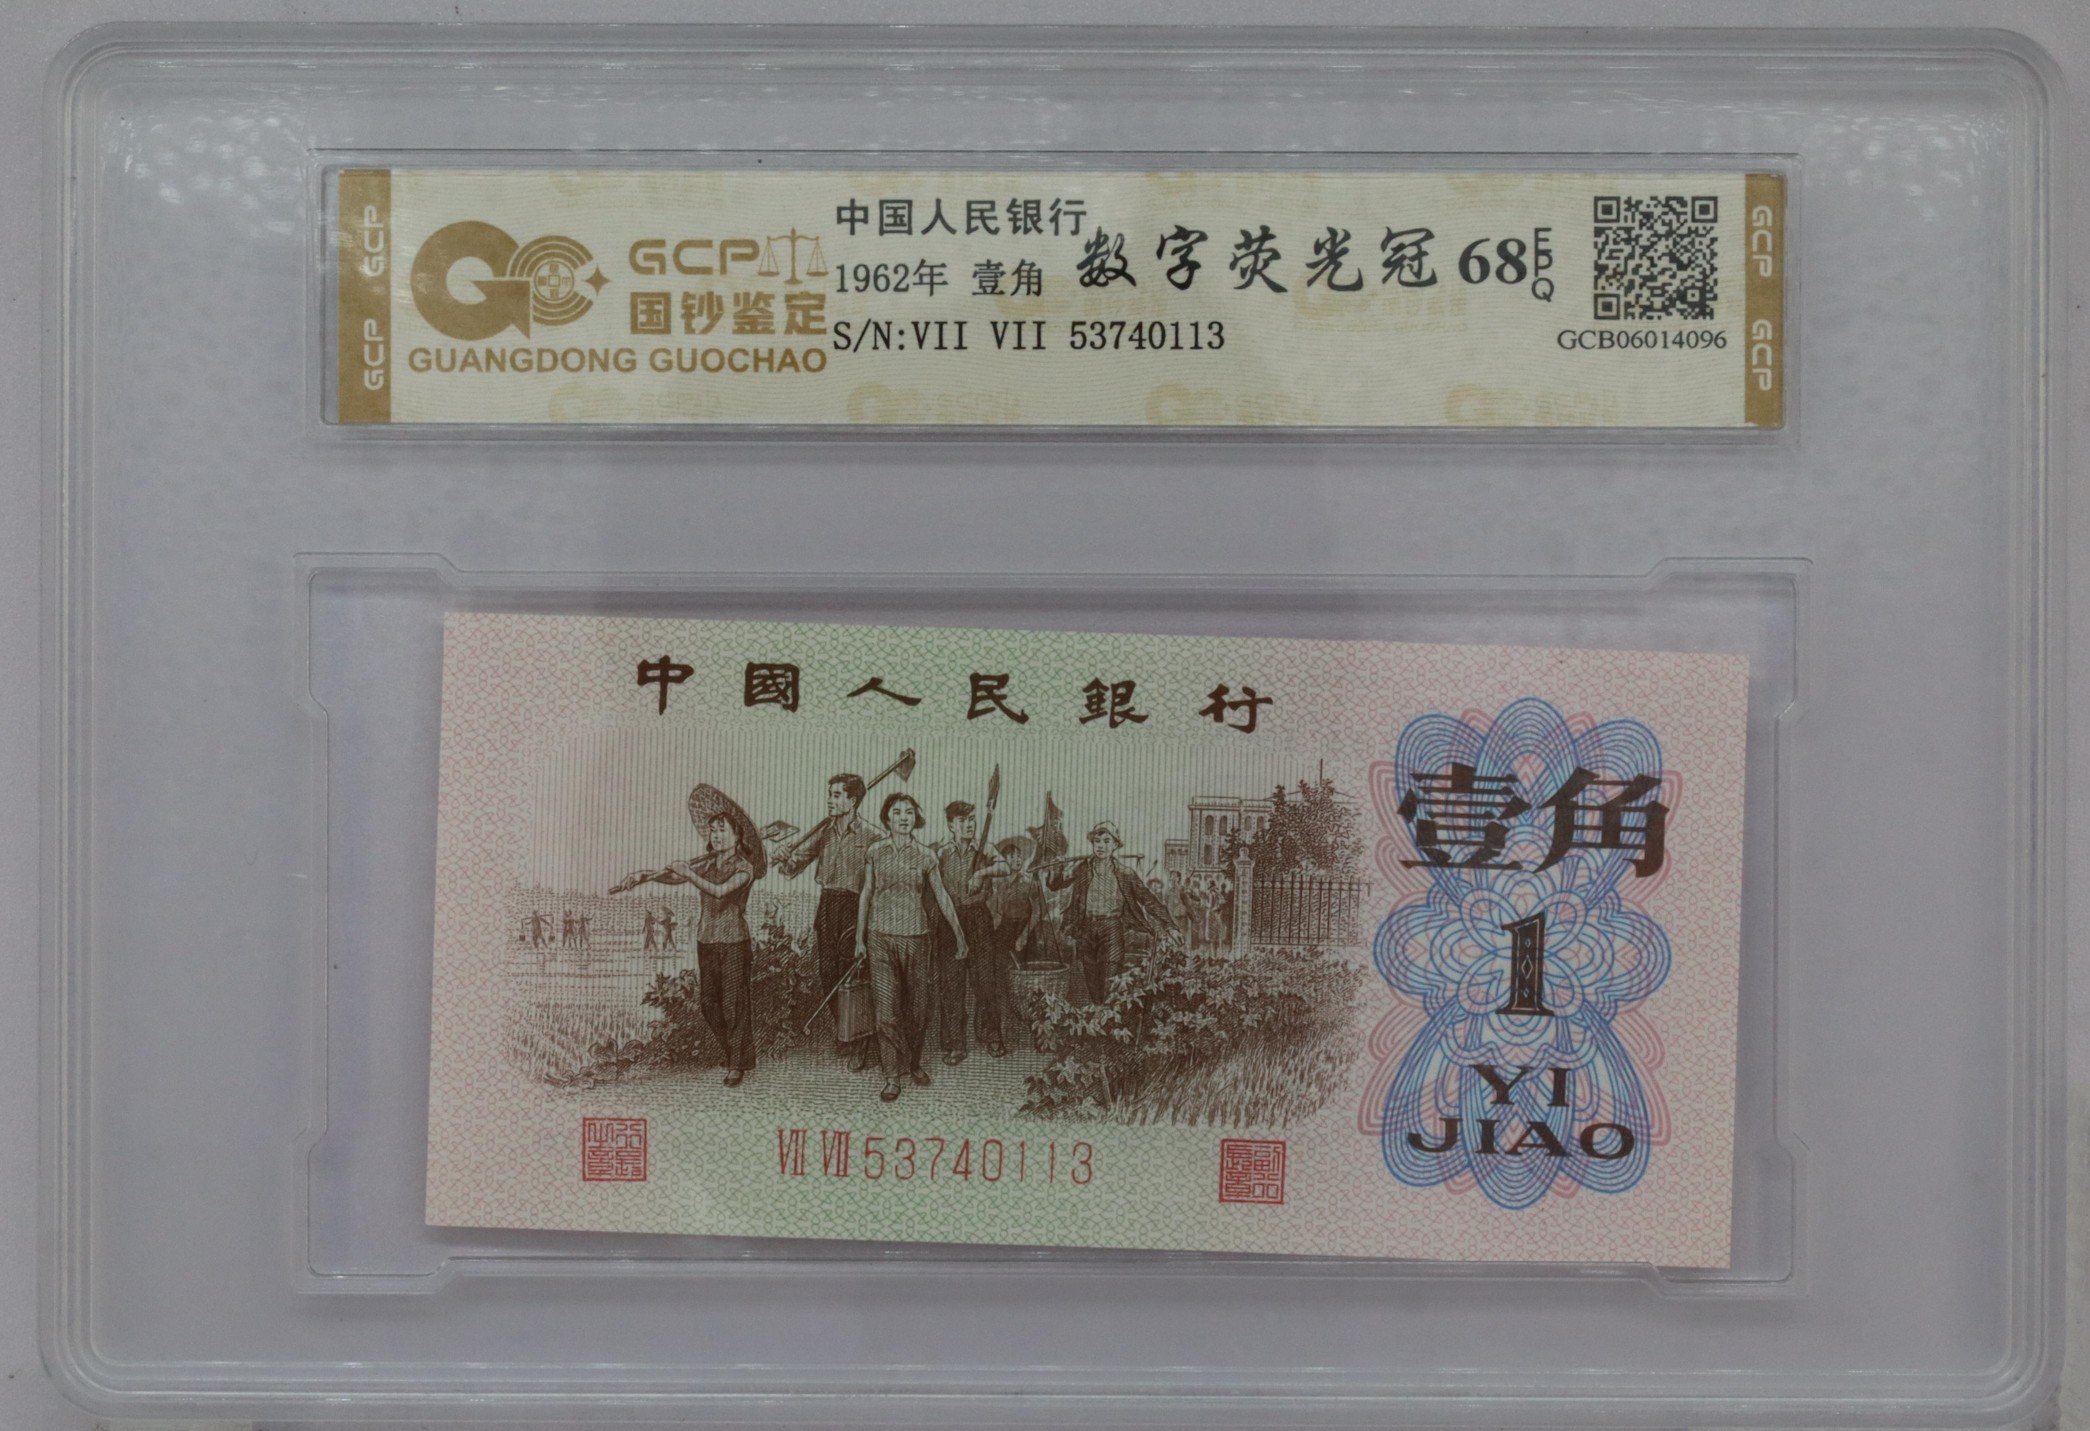 GCP GCP
GCP
国钞鉴定
GUANGDONG GUOCHAO
中国人民银行
1962年 壹角
数字荧光冠 68 EPQ
S/N:VII VII 53740113
GCB06014096
GCP GCP
中國人民銀行
壹角
1
YI
JIAO
VII VII 53740113